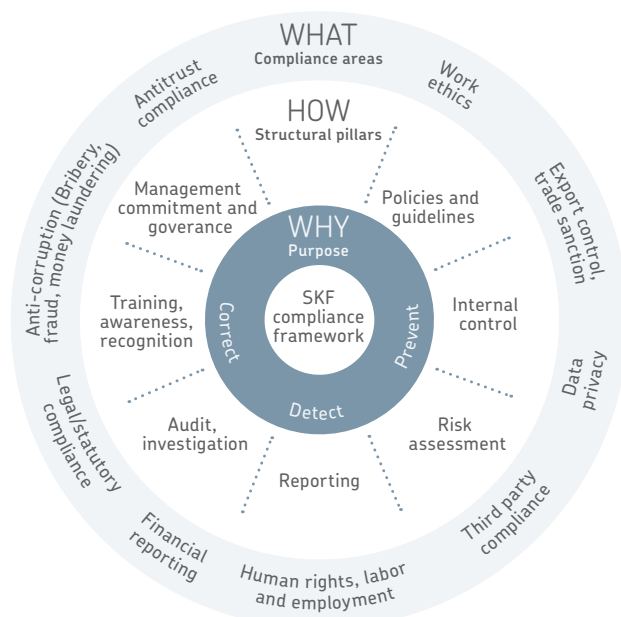 WHAT
Compliance areas
Work
ethics
Export control,
trade sanction
Data
privacy
Third party
compliance
Human rights, labor
and employment
Financial
reporting
Legal/statutory
compliance
Anti-corruption (Bribery,
fraud, money laundering)
Antitrust
compliance
HOW
Structural pillars
Policies and
guidelines
Internal
control
Risk
assessment
Reporting
Audit,
investigation
Training,
awareness,
recognition
Management
commitment and
goverance
WHY
Purpose
Prevent
Detect
Correct
SKF
compliance
framework